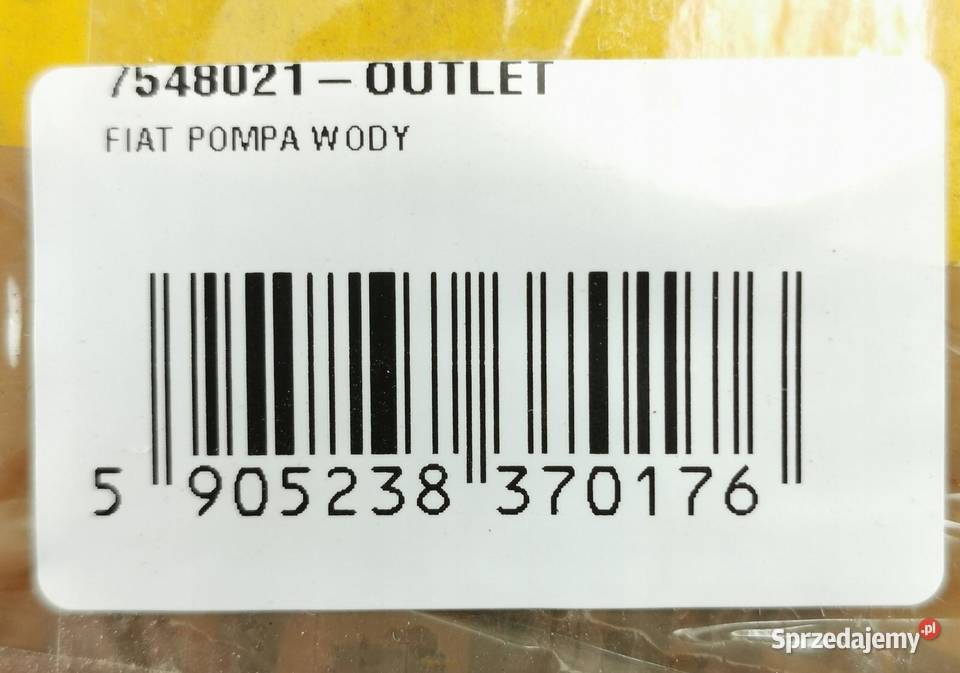 7548021 – OUTLET
FIAT POMPA WODY
5 905238 370176
Sprzedajemy.pl